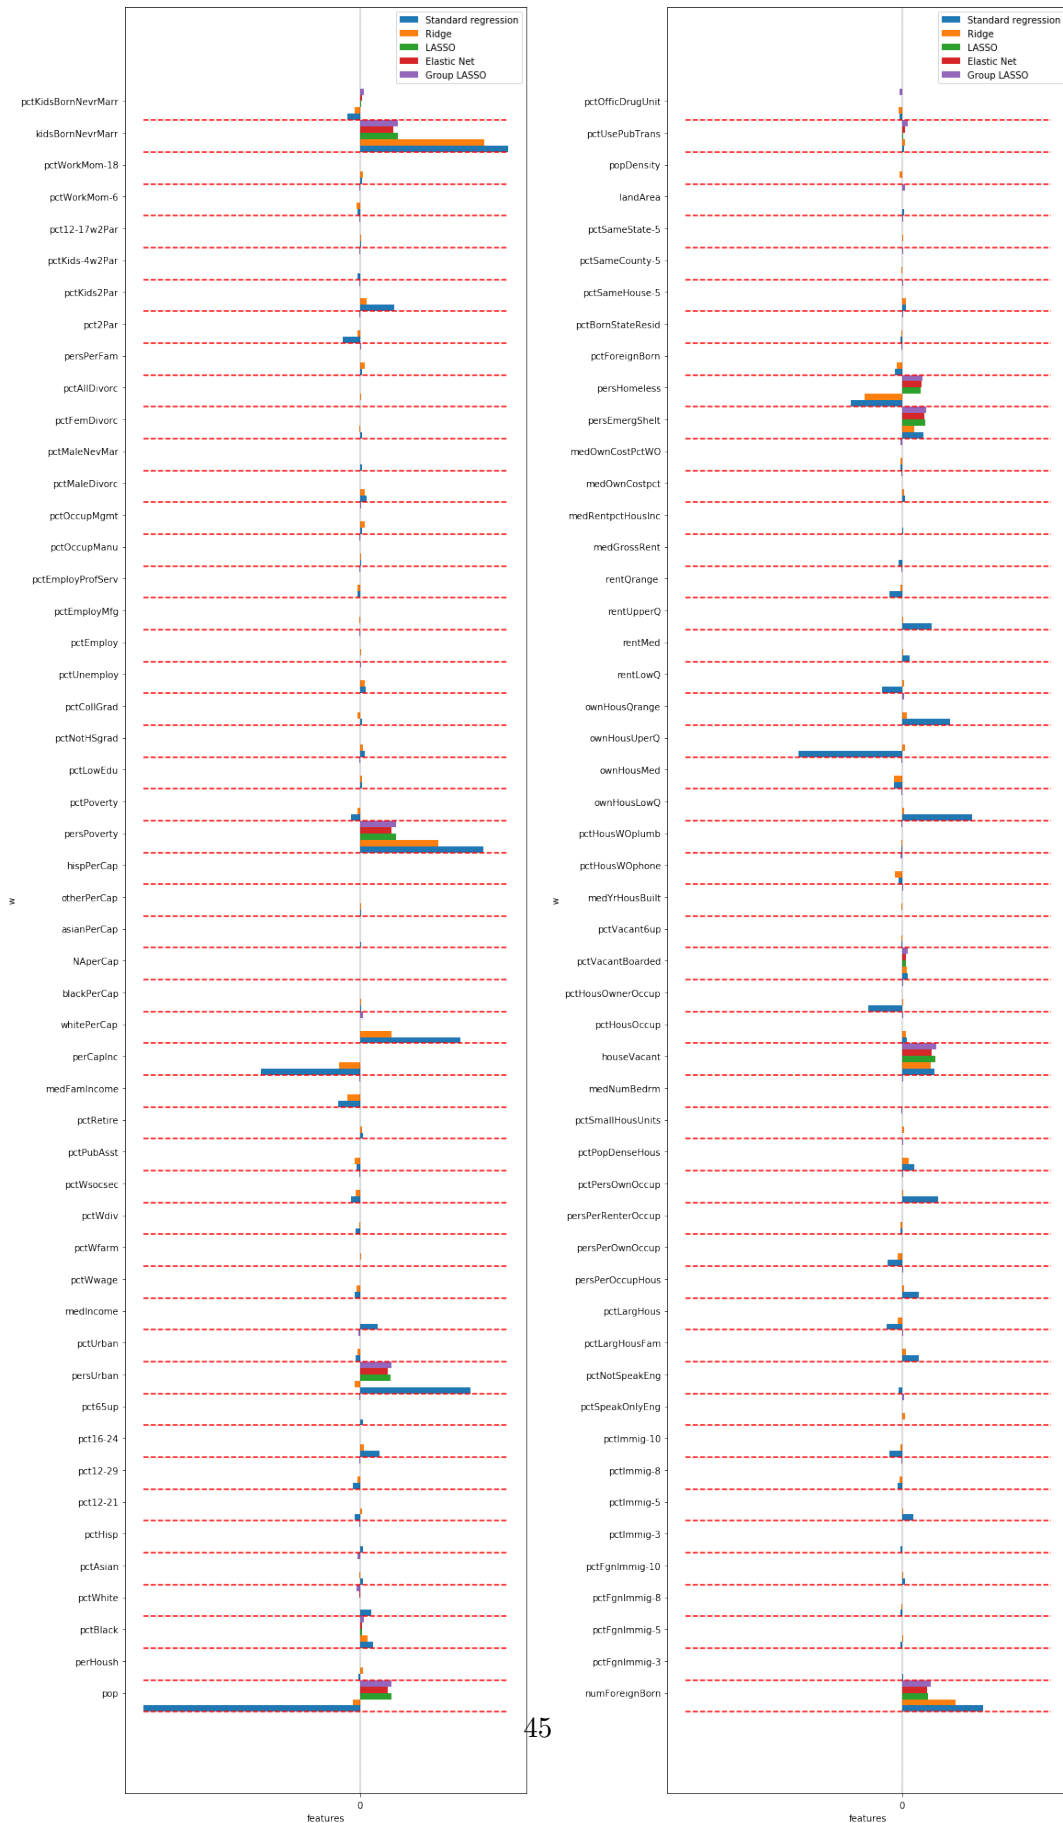 Standard regression
Ridge
LASSO
Elastic Net
Group LASSO
pctKidsBornNevrMarr
kidsBornNevrMarr
pctWorkMom-18
pctWorkMom-6
pct12-17w2Par
pctKids-4w2Par
pctKids2Par
pct2Par
persPerFam
pctAllDivorc
pctFemDivorc
pctMaleNevMar
pctMaleDivorc
pctOccupMgmt
pctOccupManu
pctEmployProfServ
pctEmployMfg
pctEmploy
pctUnemploy
pctCollGrad
pctNotHSgrad
pctLowEdu
pctPoverty
persPoverty
hispPerCap
otherPerCap
asianPerCap
NAperCap
blackPerCap
whitePerCap
perCapInc
medFamIncome
pctRetire
pctPubAsst
pctWsocsec
pctWdiv
pctWfarm
pctWwage
medIncome
pctUrban
persUrban
pct65up
pct16-24
pct12-29
pct12-21
pctHisp
pctAsian
pctWhite
pctBlack
perHoush
pop
w
0
features
Standard regression
Ridge
LASSO
Elastic Net
Group LASSO
pctOfficDrugUnit
pctUsePubTrans
popDensity
landArea
pctSameState-5
pctSameCounty-5
pctSameHouse-5
pctBornStateResid
pctForeignBorn
persHomeless
persEmergShelt
medOwnCostPctWO
medOwnCostpct
medRentpctHousInc
medGrossRent
rentQrange
rentUpperQ
rentMed
rentLowQ
ownHousQrange
ownHousUperQ
ownHousMed
ownHousLowQ
pctHousWOplumb
pctHousWOphone
medYrHousBuilt
pctVacant6up
pctVacantBoarded
pctHousOwnerOccup
pctHousOccup
houseVacant
medNumBedrm
pctSmallHousUnits
pctPopDenseHous
pctPersOwnOccup
persPerRenterOccup
persPerOwnOccup
persPerOccupHous
pctLargHous
pctLargHousFam
pctNotSpeakEng
pctSpeakOnlyEng
pctImmig-10
pctImmig-8
pctImmig-5
pctImmig-3
pctFgnImmig-10
pctFgnImmig-8
pctFgnImmig-5
pctFgnImmig-3
numForeignBorn
w
0
features
45